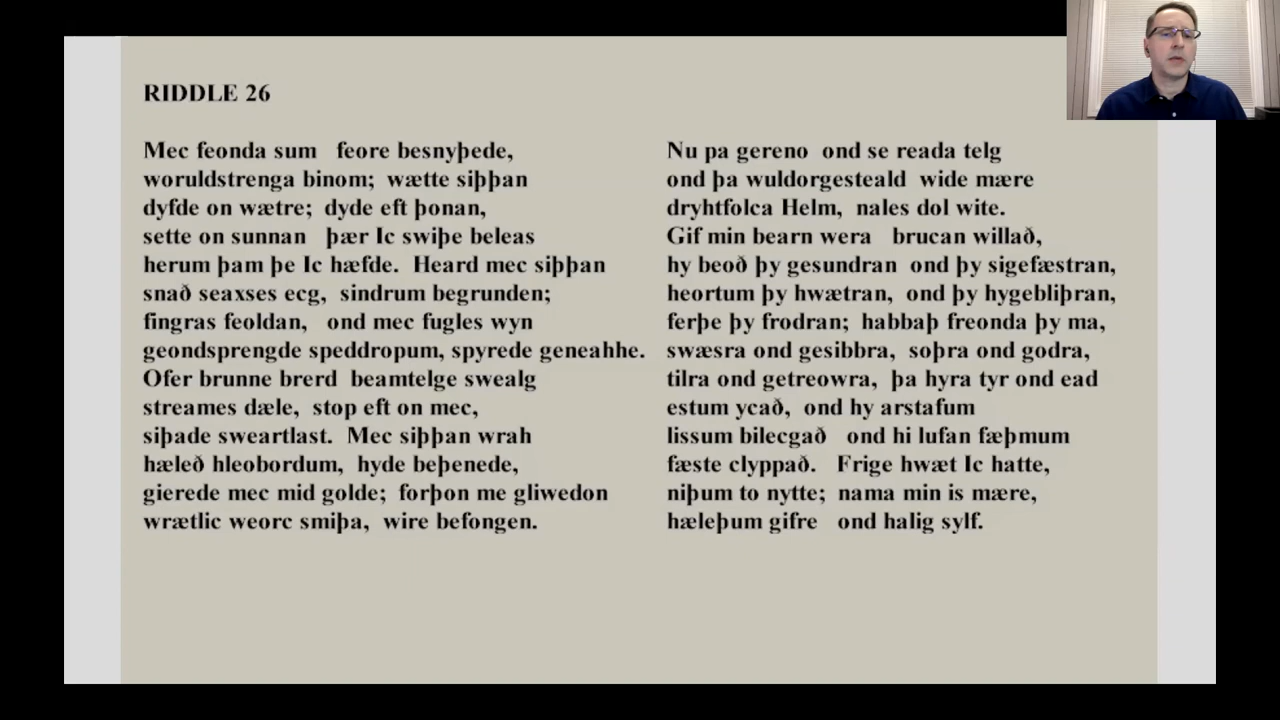 RIDDLE 26
Mec feonda sum feore besnyþede,
woruldstrenga binom; wætte siþþan
dyfde on wætre; dyde eft þonan,
sette on sunnan þær Ic swiþe beleas
herum þam þe Ic hæfde. Heard mec siþþan
snað seaxses ecg, sindrum begrunden;
fingras feoldan, ond mec fugles wyn
geondsprengde speddropum, spyrede geneahhe.
Ofer brunne brerd beamtelge swealg
streames dæle, stop eft on mec,
siþade sweartlast. Mec siþþan wrah
hæleð hleobordum, hyde beþenede,
gierede mec mid golde; forþon me gliwedon
wrætlic weorc smiþa, wire befongen.
Nu pa gereno ond se reada telg
ond þa wuldorgesteald wide mære
dryhtfolca Helm, nales dol wite.
Gif min bearn wera brucan willað,
hy beoð þy gesundran ond þy sigefæstran,
heortum þy hwætran, ond þy hygebliþran,
ferþe þy frodran; habbaþ freonda þy ma,
swæsra ond gesibbra, soþra ond godra,
tilra ond getreowra, þa hyra tyr ond ead
estum ycað, ond hy arstafum
lissum bilecgað ond hi lufan fæþmum
fæste clyppað. Frige hwæt Ic hatte,
niþum to nytte; nama min is mære,
hæleþum gifre ond halig sylf.